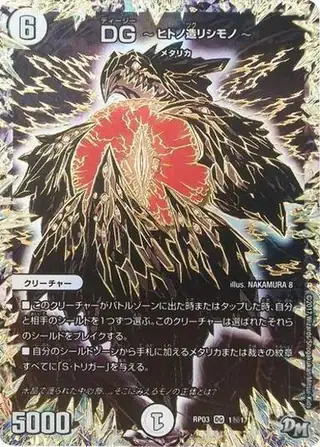 6
ディージー
DG ～ヒトノ造リシモノ～
ツク
メタリカ
クリーチャー
illus. NAKAMURA 8
■このクリーチャーがバトルゾーンに出た時またはタップした時、自分
と相手のシールドを1つずつ選ぶ。このクリーチャーは選ばれたそれら
のシールドをブレイクする。
■自分のシールドゾーンから手札に加えるメタリカまたは裁きの紋章
すべてに「S・トリガー」を与える。
5000
RP03 DG
DM